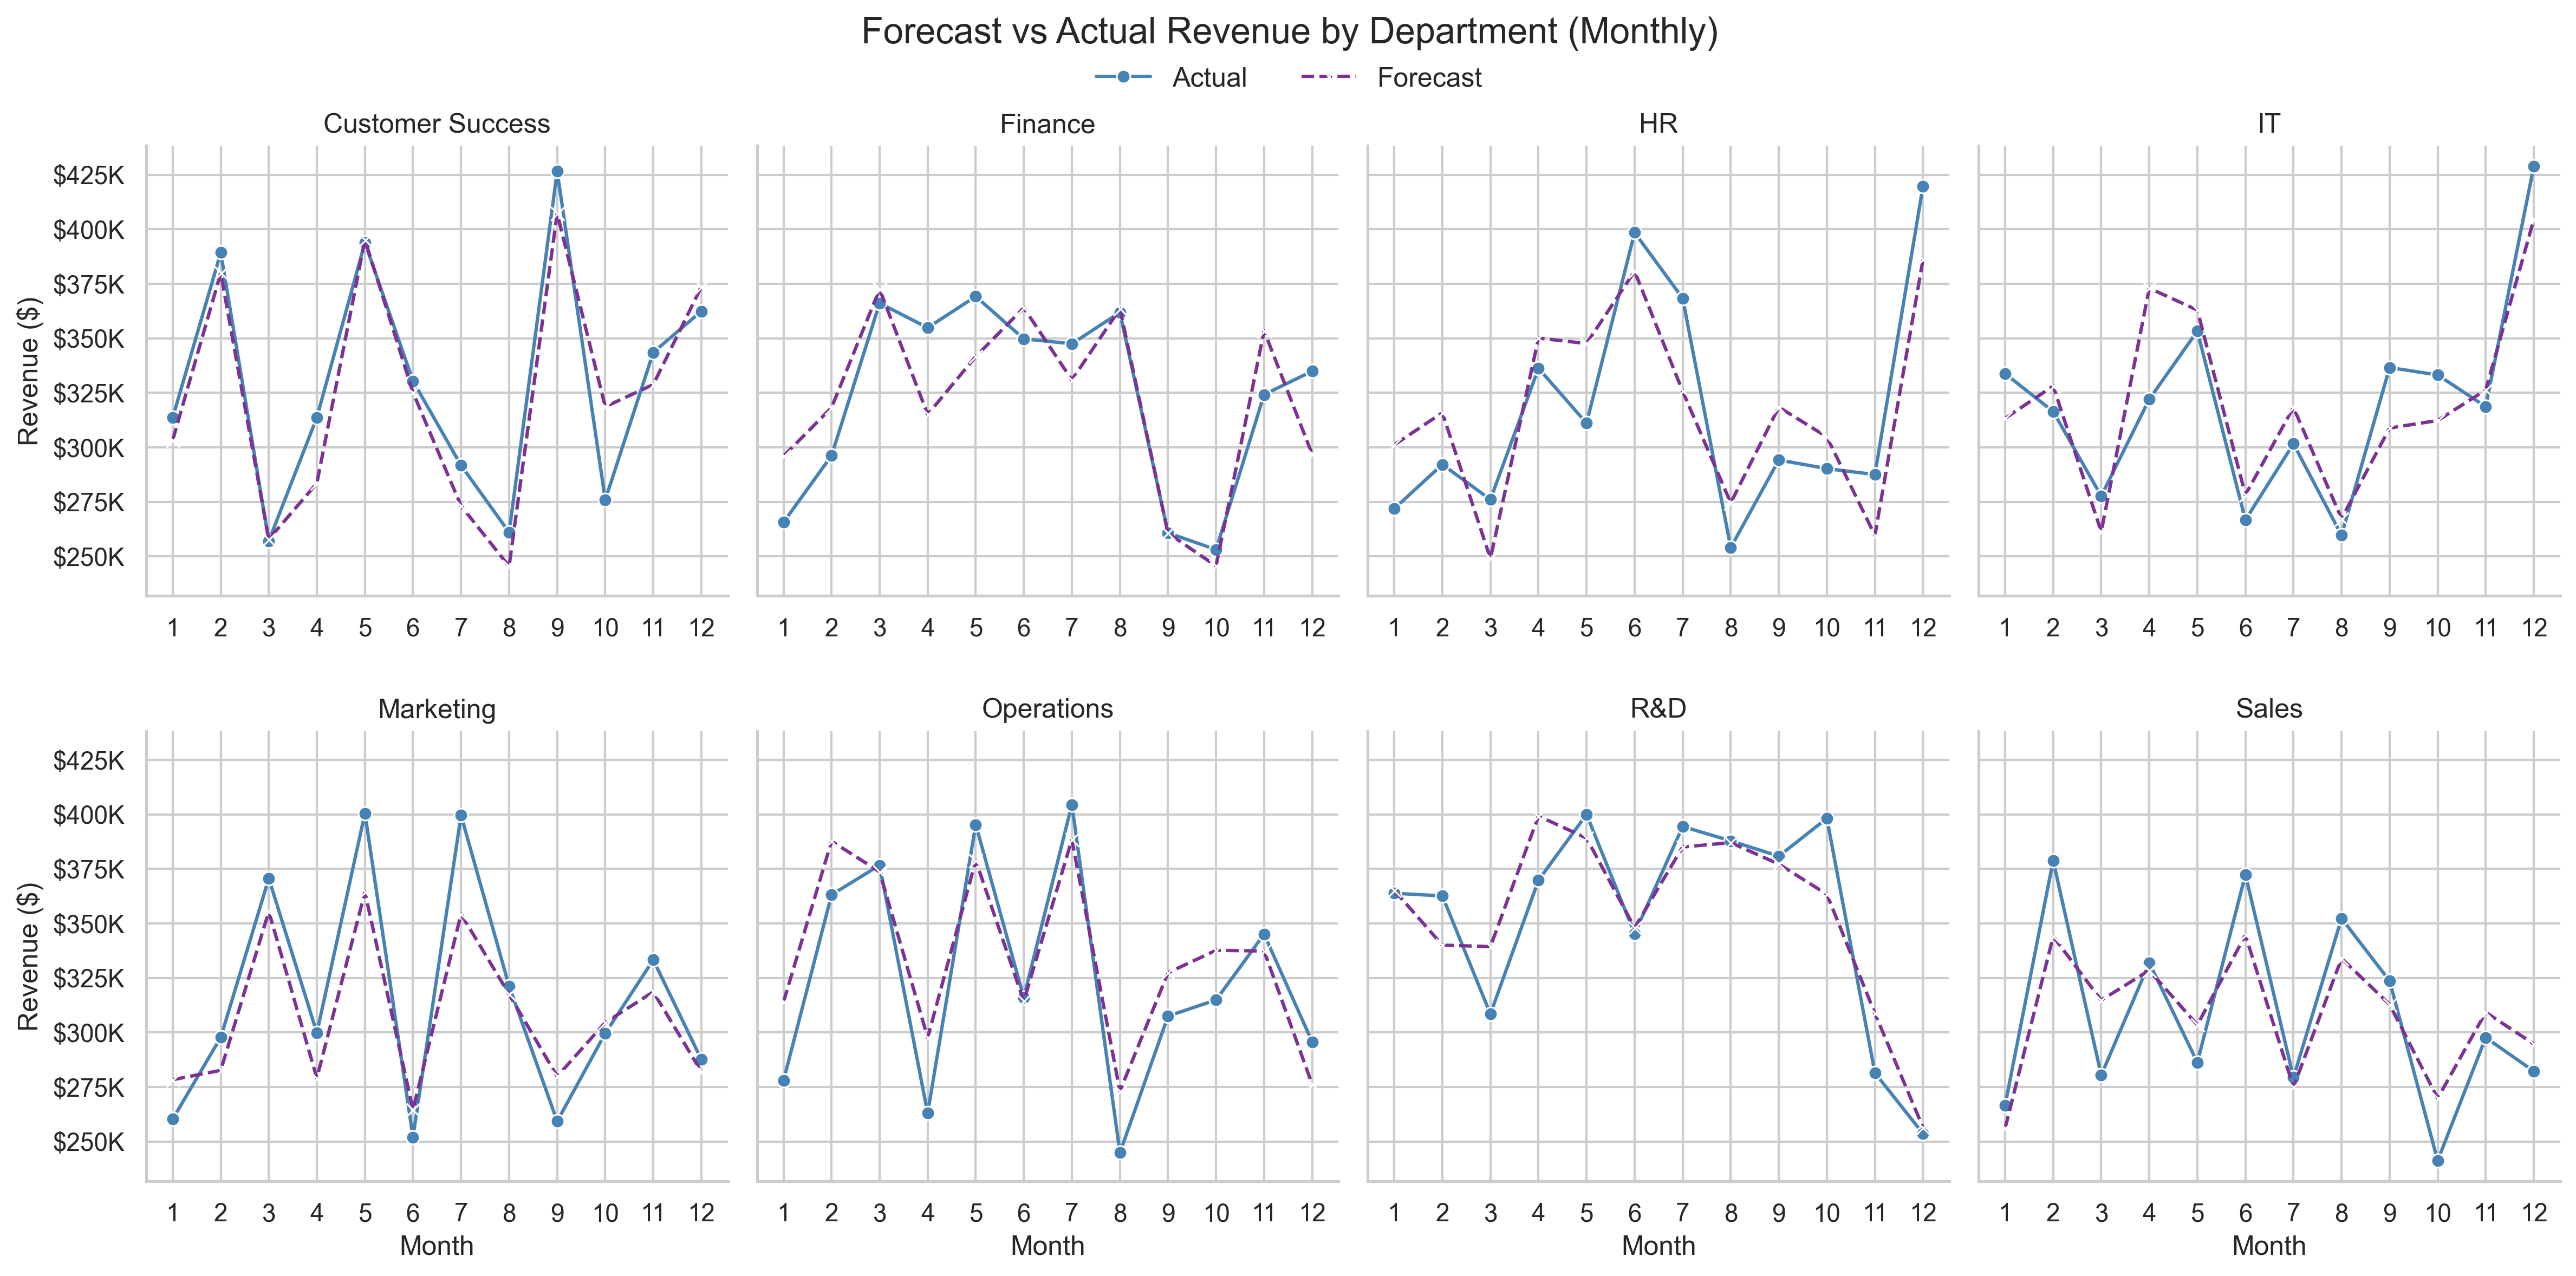 Forecast vs Actual Revenue by Department (Monthly)
Actual Forecast
Customer Success Finance HR IT
$425K
$400K
$375K
$350K
$325K
$300K
$275K
$250K
Revenue ($)
1 2 3 4 5 6 7 8 9 10 11 12 1 2 3 4 5 6 7 8 9 10 11 12 1 2 3 4 5 6 7 8 9 10 11 12 1 2 3 4 5 6 7 8 9 10 11 12
Marketing Operations R&D Sales
$425K
$400K
$375K
$350K
$325K
$300K
$275K
$250K
Revenue ($)
1 2 3 4 5 6 7 8 9 10 11 12 1 2 3 4 5 6 7 8 9 10 11 12 1 2 3 4 5 6 7 8 9 10 11 12 1 2 3 4 5 6 7 8 9 10 11 12
Month Month Month Month